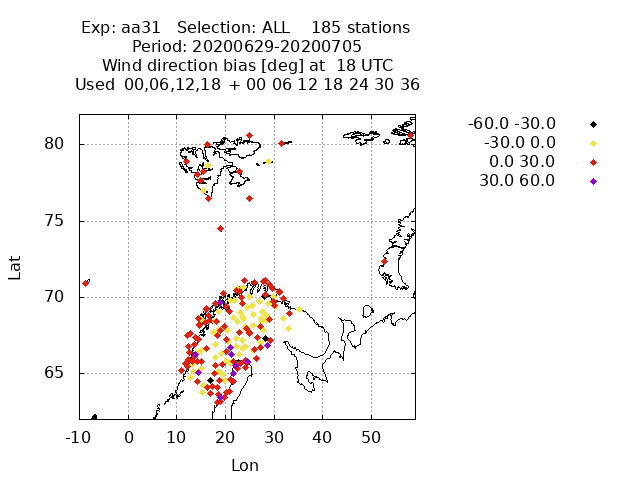 Exp: aa31 Selection: ALL 185 stations
Period: 20200629-20200705
Wind direction bias [deg] at 18 UTC
Used 00,06,12,18 + 00 06 12 18 24 30 36
-60.0 -30.0
-30.0 0.0
0.0 30.0
30.0 60.0
80
75
70
65
Lat
-10 0 10 20 30 40 50
Lon